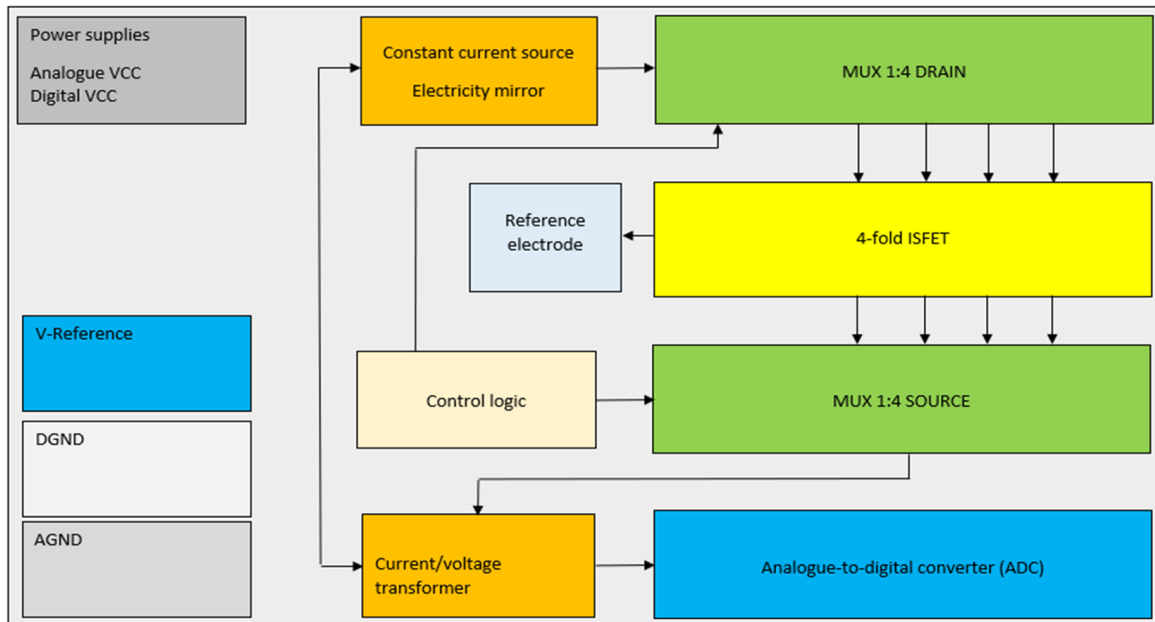 Power supplies
Analogue VCC
Digital VCC
Constant current source
Electricity mirror
MUX 1:4 DRAIN
Reference
electrode
4-fold ISFET
V-Reference
Control logic
MUX 1:4 SOURCE
DGND
AGND
Current/voltage
transformer
Analogue-to-digital converter (ADC)